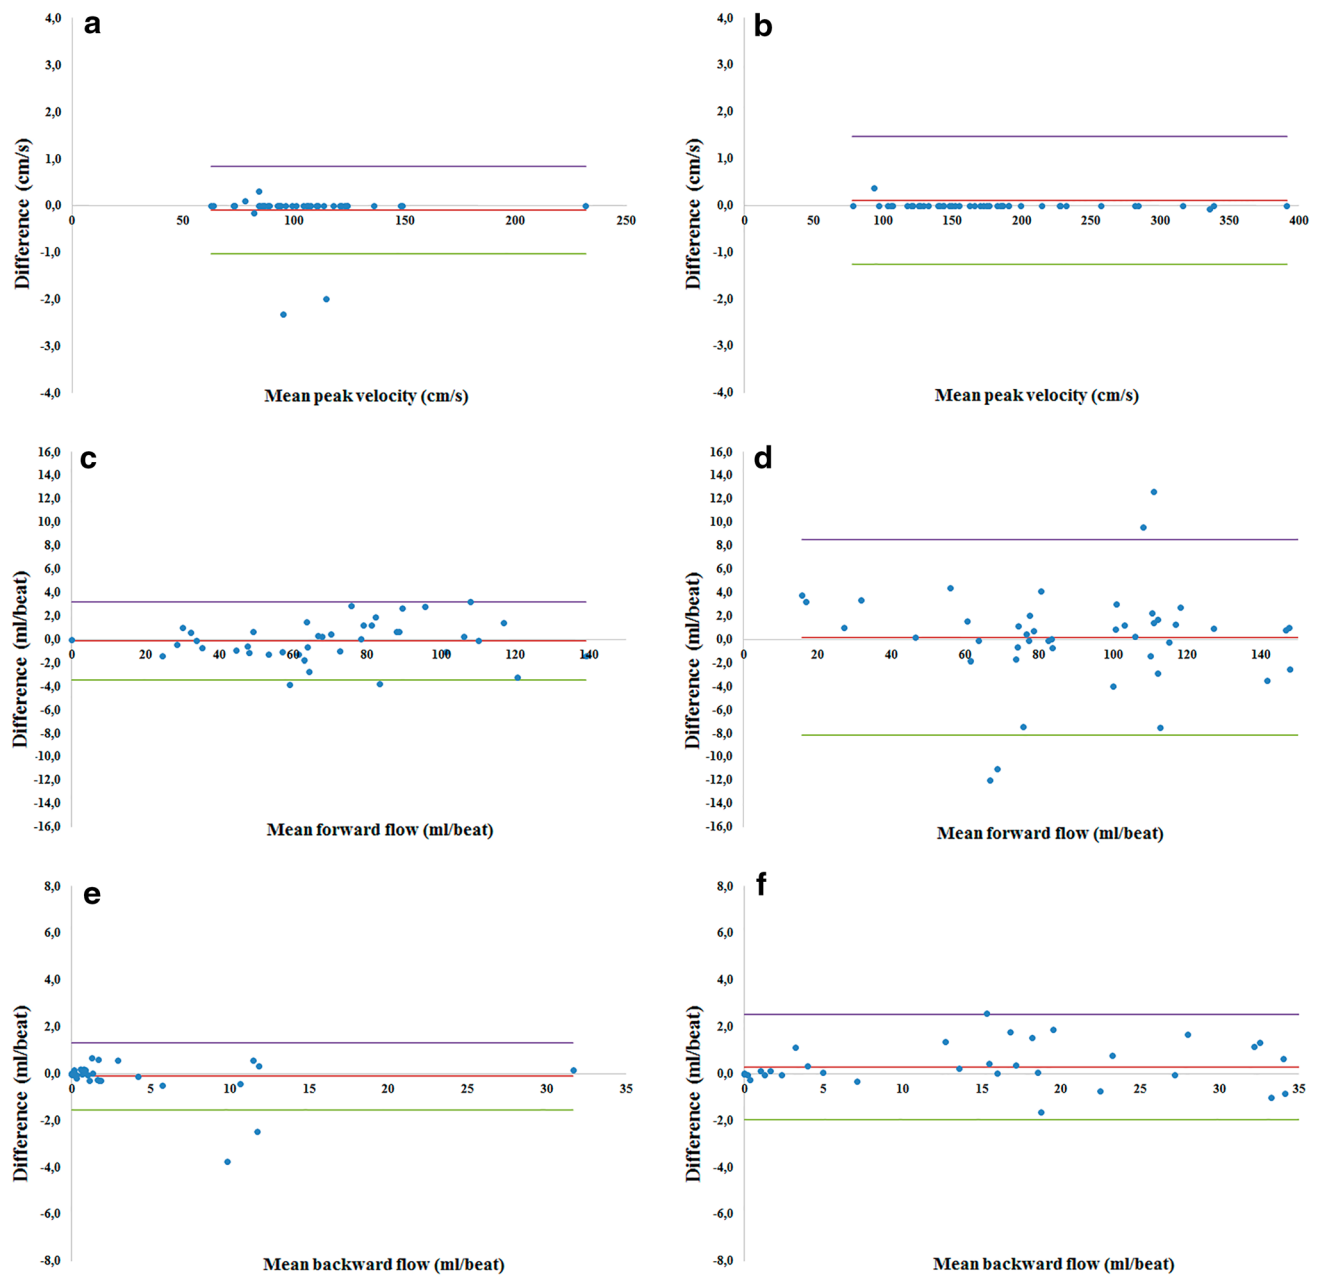 a
4,0
3,0
2,0
1,0
0,0
-1,0
-2,0
-3,0
-4,0
0 50 100 150 200 250
Difference (cm/s)
Mean peak velocity (cm/s)
b
4,0
3,0
2,0
1,0
0,0
-1,0
-2,0
-3,0
-4,0
0 50 100 150 200 250 300 350 400
Difference (cm/s)
Mean peak velocity (cm/s)
c
16,0
14,0
12,0
10,0
8,0
6,0
4,0
2,0
0,0
-2,0
-4,0
-6,0
-8,0
-10,0
-12,0
-14,0
-16,0
0 20 40 60 80 100 120 140
Difference (ml/beat)
Mean forward flow (ml/beat)
d
16,0
14,0
12,0
10,0
8,0
6,0
4,0
2,0
0,0
-2,0
-4,0
-6,0
-8,0
-10,0
-12,0
-14,0
-16,0
0 20 40 60 80 100 120 140
Difference (ml/beat)
Mean forward flow (ml/beat)
e
8,0
6,0
4,0
2,0
0,0
-2,0
-4,0
-6,0
-8,0
0 5 10 15 20 25 30 35
Difference (ml/beat)
Mean backward flow (ml/beat)
f
8,0
6,0
4,0
2,0
0,0
-2,0
-4,0
-6,0
-8,0
0 5 10 15 20 25 30 35
Difference (ml/beat)
Mean backward flow (ml/beat)